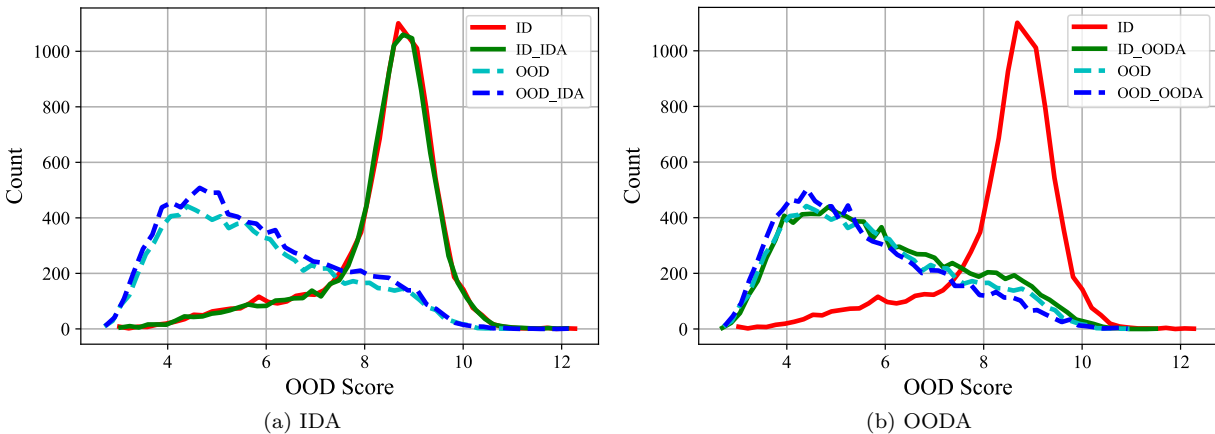 ID
ID_IDA
OOD
OOD_IDA
1000
800
600
400
200
0
Count
4
6
8
10
12
OOD Score
(a) IDA
ID
ID_OODA
OOD
OOD_OODA
1000
800
600
400
200
0
Count
4
6
8
10
12
OOD Score
(b) OODA